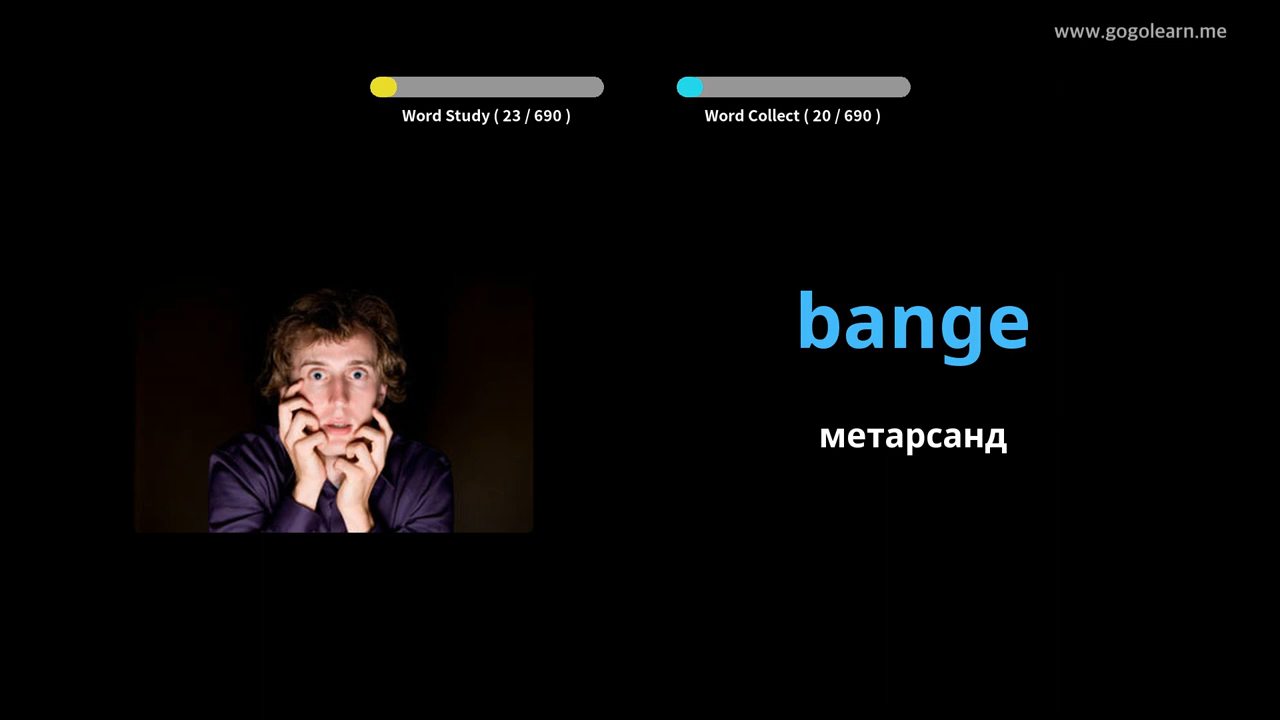 www.gogolearn.me
Word Study ( 23 / 690 )
Word Collect ( 20 / 690 )
bange
метарсанд